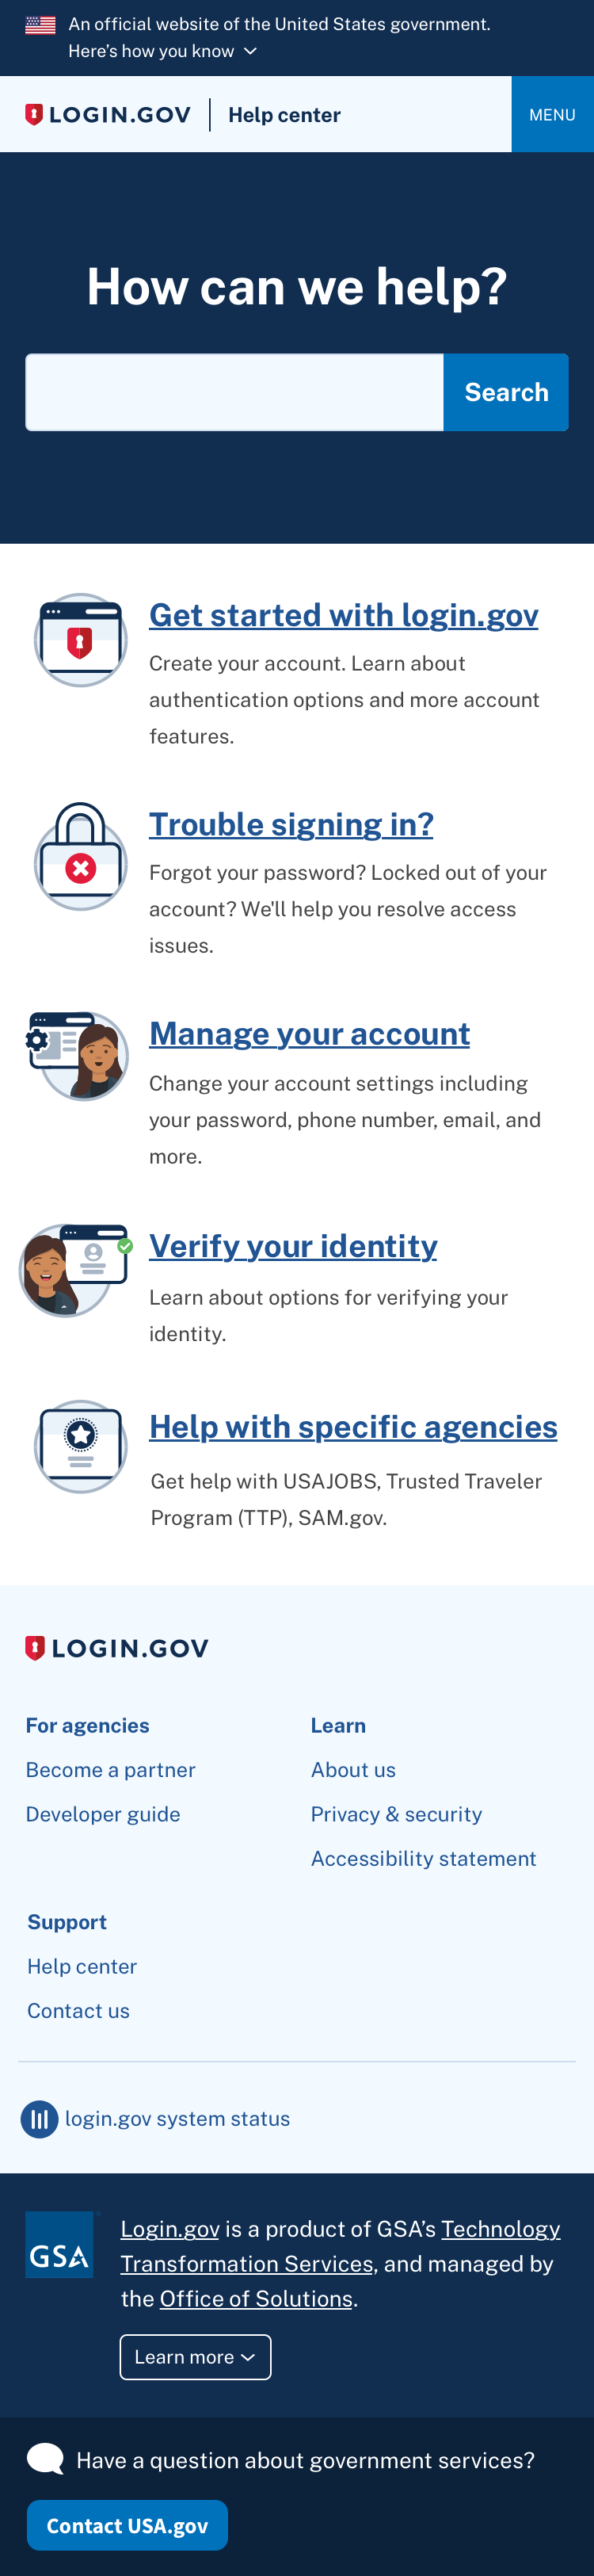 An official website of the United States government.
Here’s how you know
LOGIN.GOV
Help center
MENU
How can we help?
Search
Get started with login.gov
Create your account. Learn about
authentication options and more account
features.
Trouble signing in?
Forgot your password? Locked out of your
account? We'll help you resolve access
issues.
Manage your account
Change your account settings including
your password, phone number, email, and
more.
Verify your identity
Learn about options for verifying your
identity.
Help with specific agencies
Get help with USAJOBS, Trusted Traveler
Program (TTP), SAM.gov.
LOGIN.GOV
For agencies
Become a partner
Developer guide
Learn
About us
Privacy & security
Accessibility statement
Support
Help center
Contact us
login.gov system status
GSA
Login.gov is a product of GSA’s Technology
Transformation Services, and managed by
the Office of Solutions.
Learn more
Have a question about government services?
Contact USA.gov